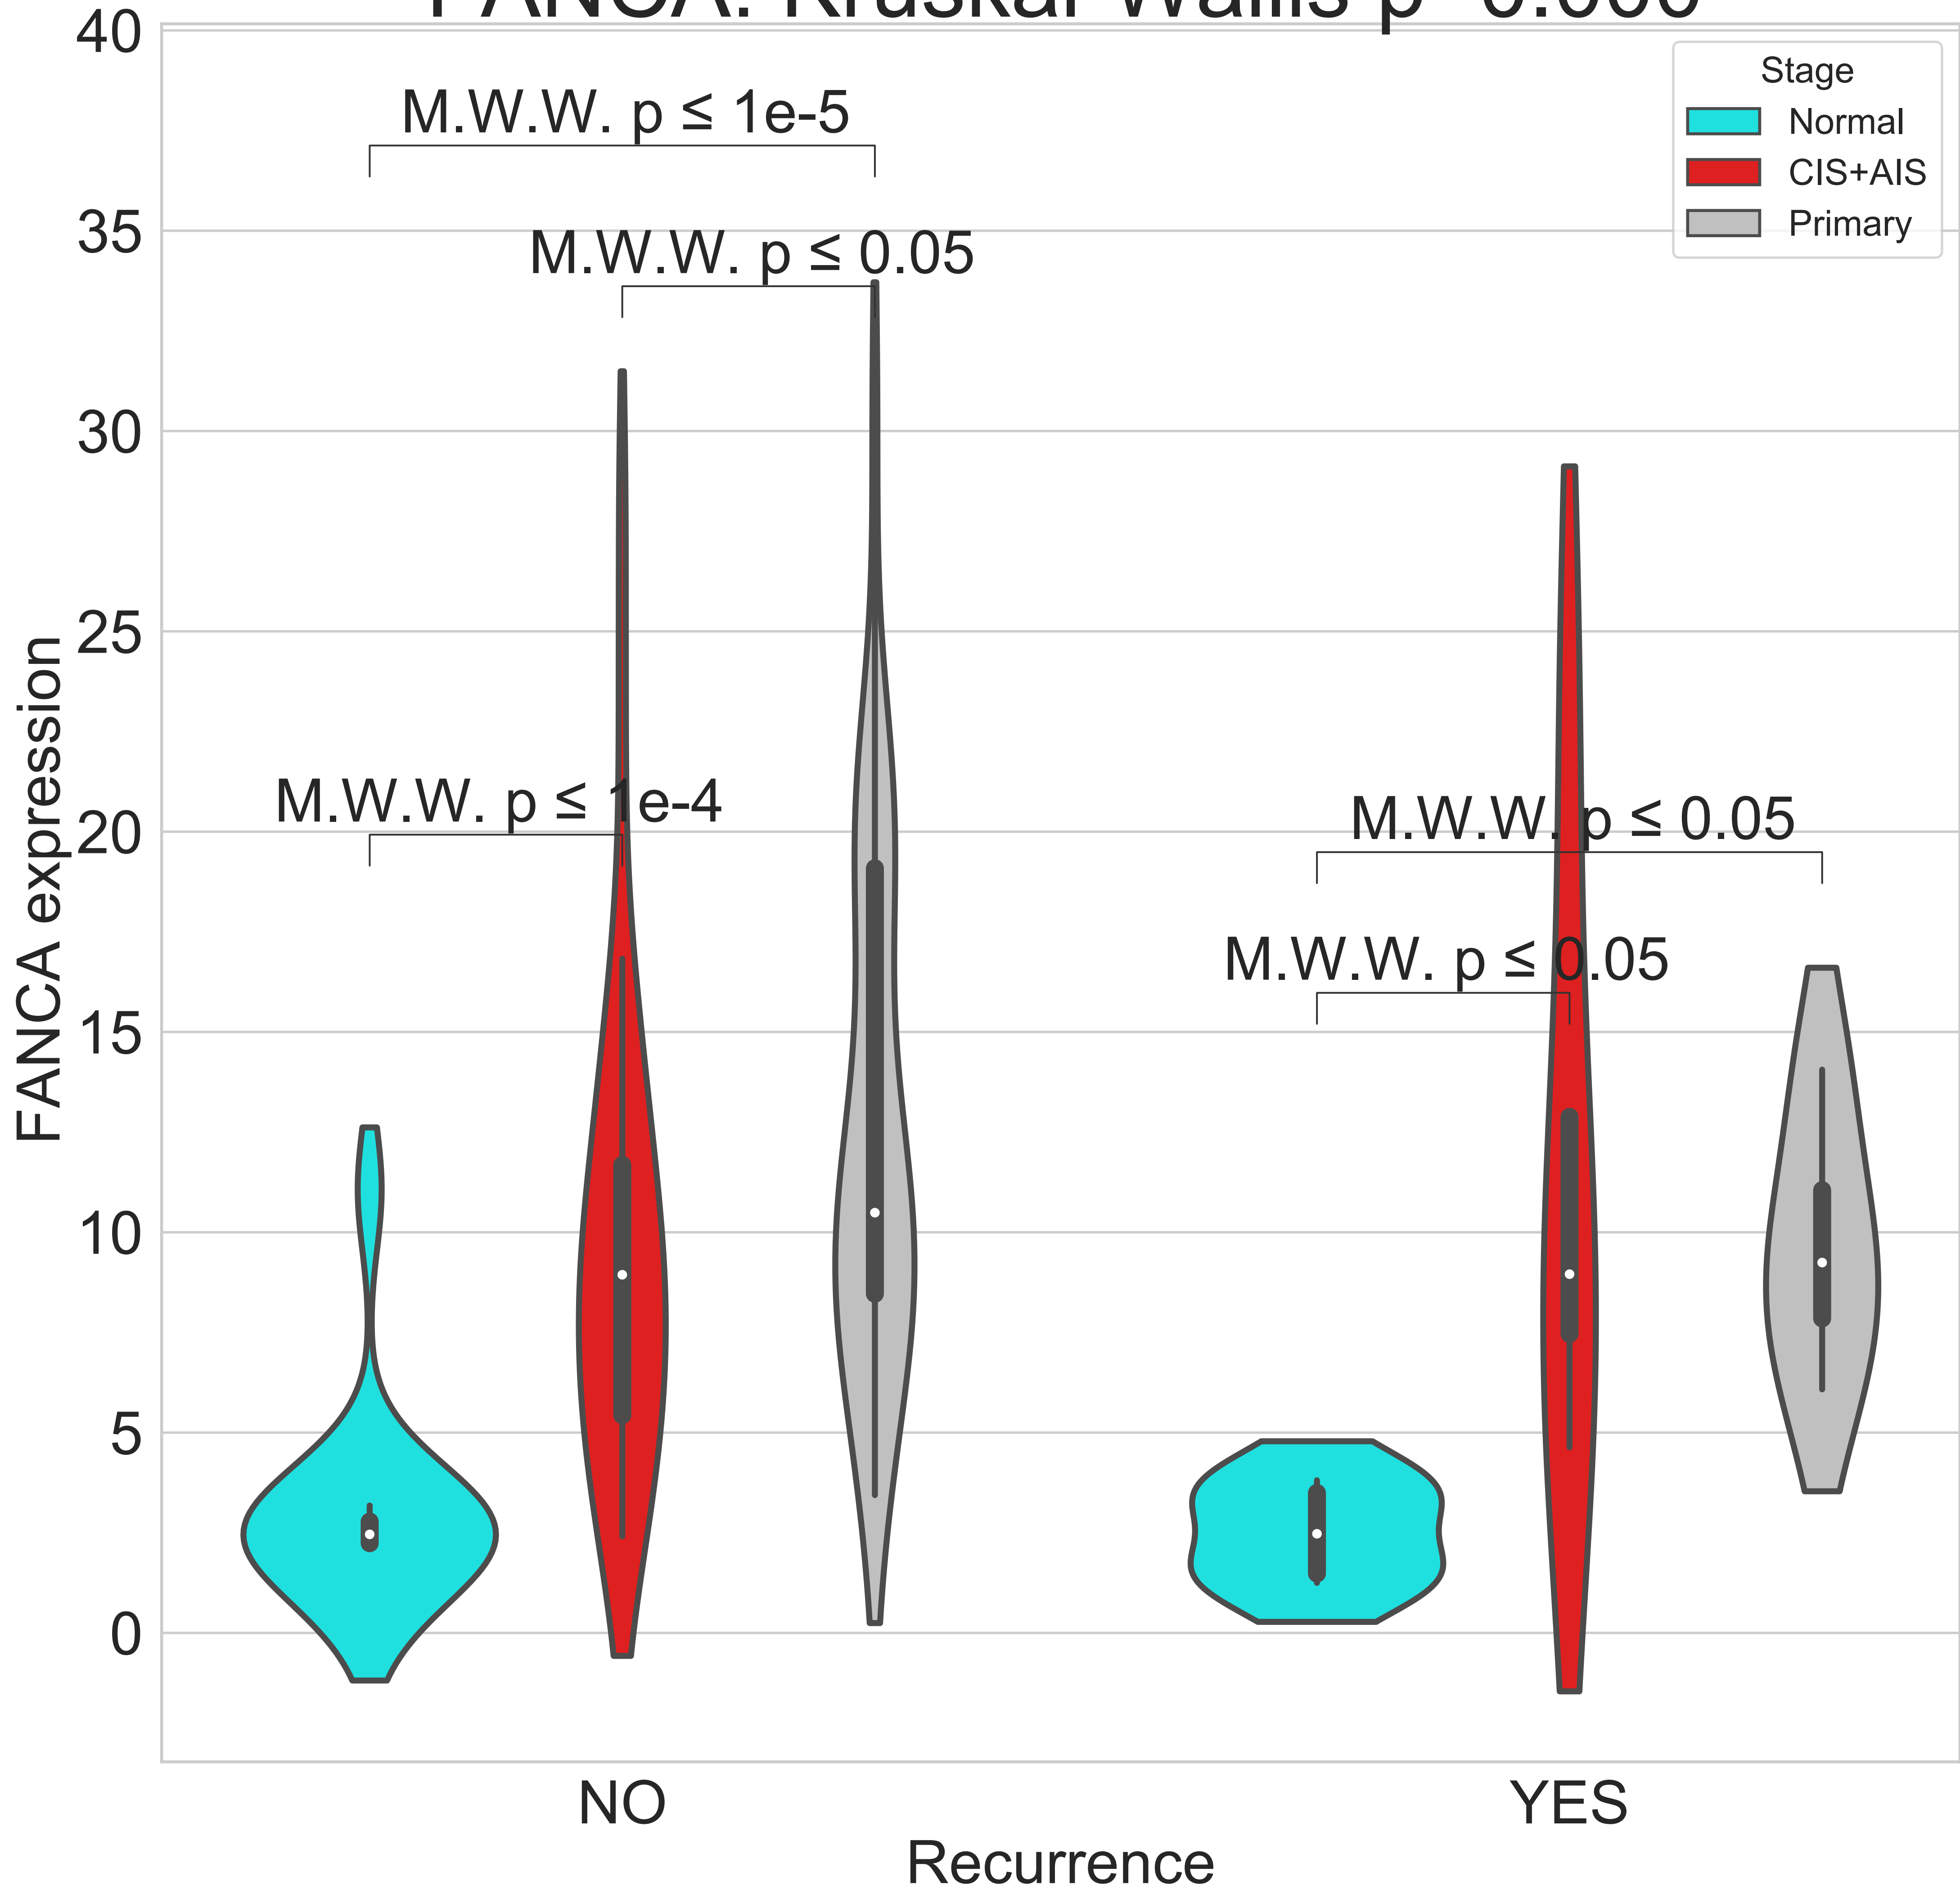 40
35
30
25
20
15
10
5
0
FANCA expression
M.W.W. p ≤ 1e-5
M.W.W. p ≤ 0.05
M.W.W. p ≤ 1e-4
M.W.W. p ≤ 0.05
M.W.W. p ≤ 0.05
Stage
Normal
CIS+AIS
Primary
NO
YES
Recurrence